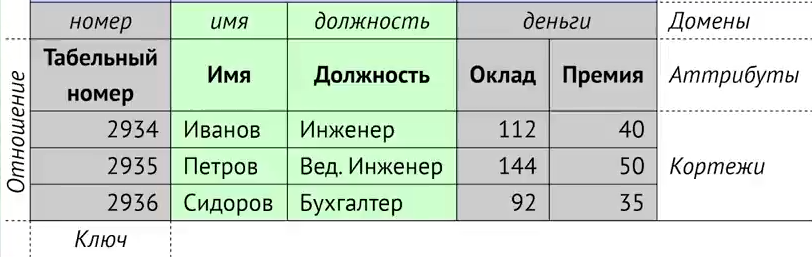 номер имя должность деньги Домены
Табельный номер Имя Должность Оклад Премия Аттрибуты
2934 Иванов Инженер 112 40
2935 Петров Вед. Инженер 144 50 Кортежи
2936 Сидоров Бухгалтер 92 35
Отношение
Ключ